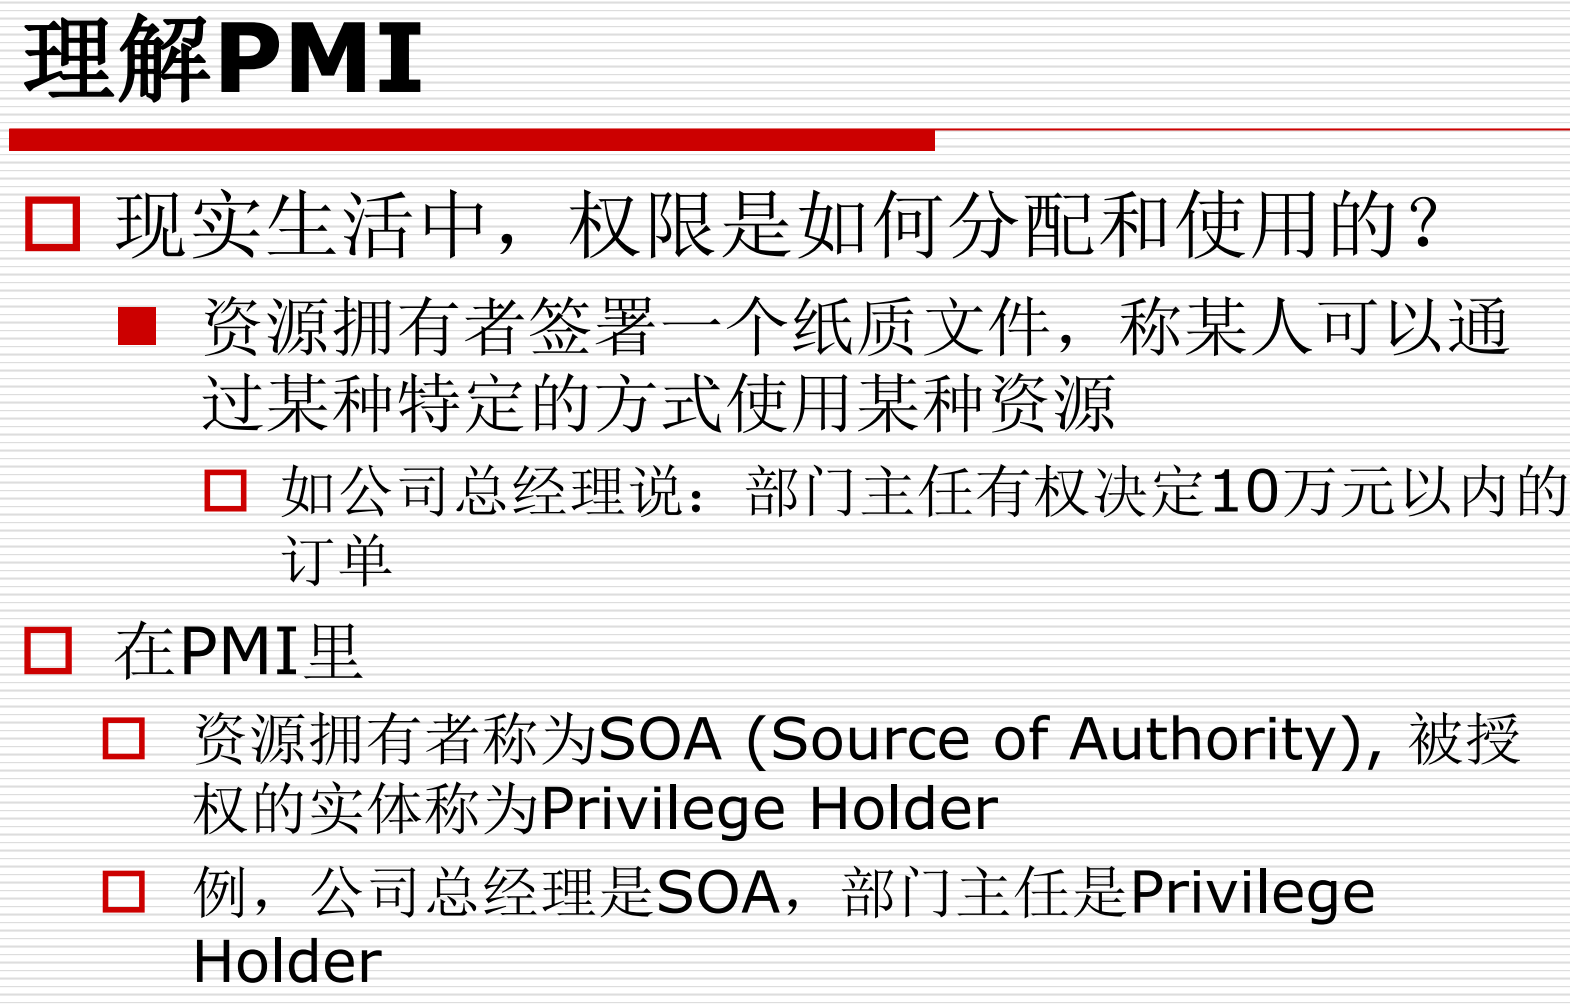 理解PMI
现实生活中，权限是如何分配和使用的？
资源拥有者签署一个纸质文件，称某人可以通
过某种特定的方式使用某种资源
如公司总经理说：部门主任有权决定10万元以内的
订单
在PMI里
资源拥有者称为SOA (Source of Authority), 被授
权的实体称为Privilege Holder
例，公司总经理是SOA，部门主任是Privilege
Holder